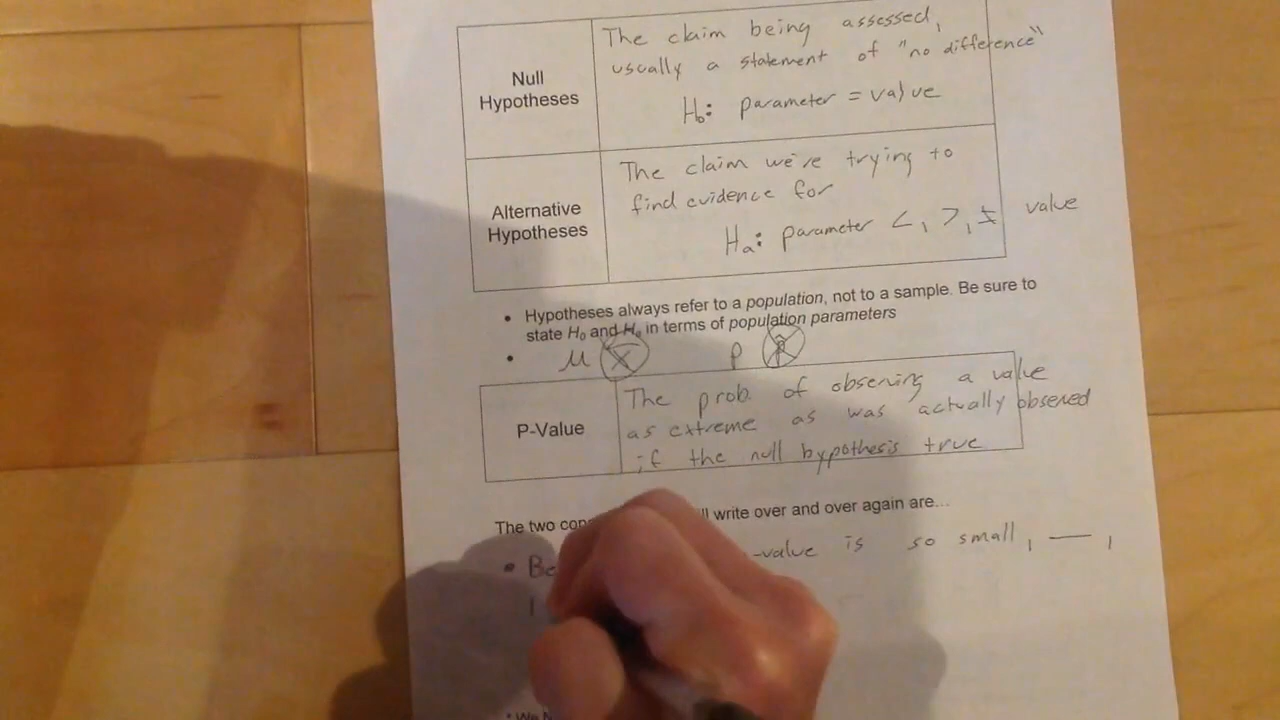 The claim being assessed,
usually a statement of "no difference"
Null
Hypotheses
H₀: parameter = value
The claim we're trying to
find evidence for
Alternative
Hypotheses
Hₐ: parameter <, >, ≠ value
• Hypotheses always refer to a population, not to a sample. Be sure to
state H₀ and Hₐ in terms of population parameters
• μ x̄ p p̂
The prob. of observing a value
as extreme as was actually observed
if the null hypothesis true
P-Value
The two write over and over again are...
• -value is so small, — ,
I
* We